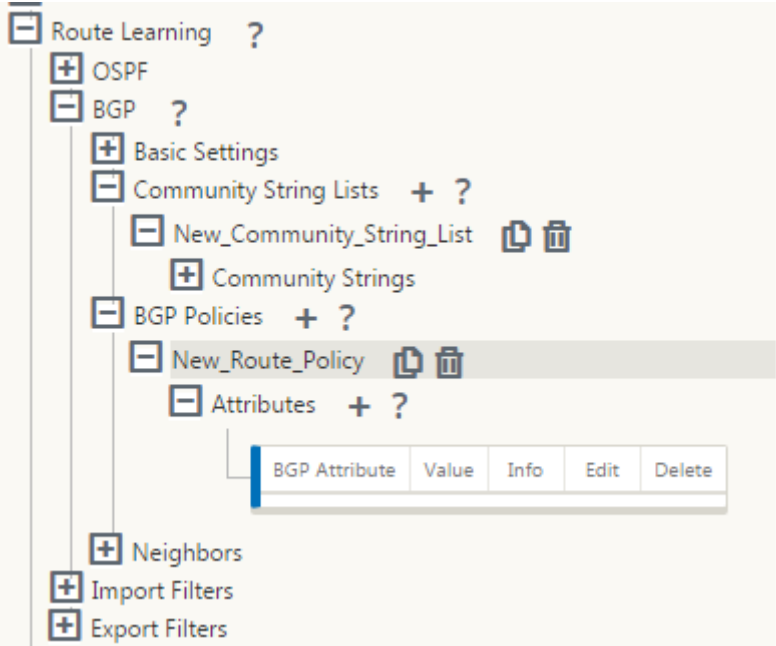 Route Learning ?
OSPF
BGP ?
Basic Settings
Community String Lists + ?
New_Community_String_List
Community Strings
BGP Policies + ?
New_Route_Policy
Attributes + ?
BGP Attribute Value Info Edit Delete
Neighbors
Import Filters
Export Filters